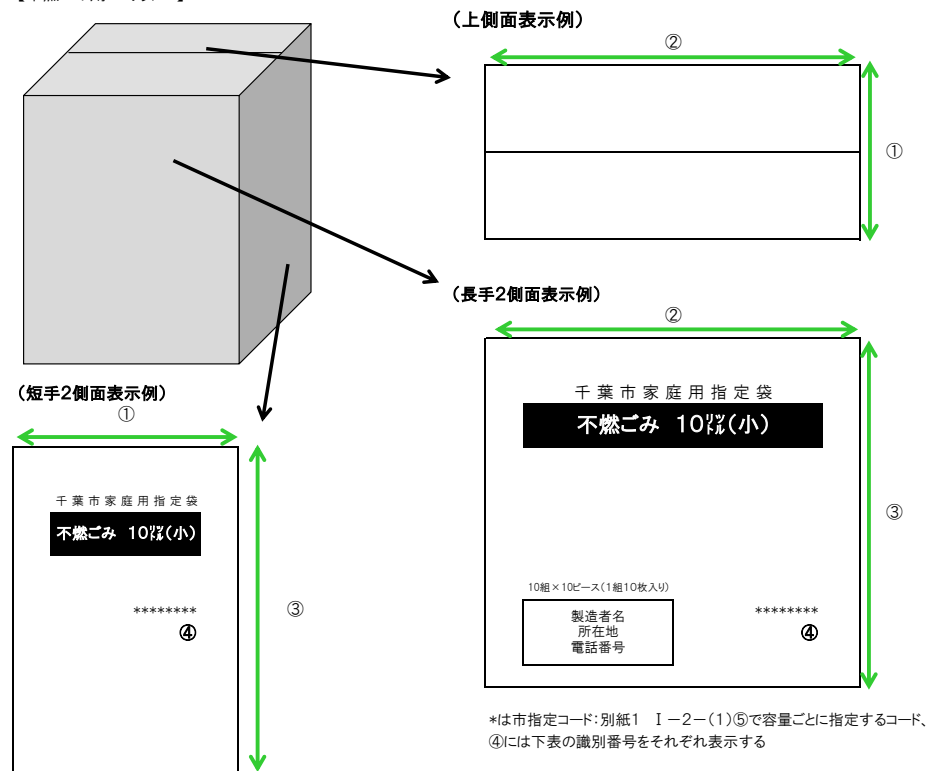 （上側面表示例）
②
①
（長手2側面表示例）
②
千葉市家庭用指定袋
不燃ごみ 10㍑(小)
③
10組×10ピース(1組10枚入り)
製造者名
所在地
電話番号
********
④
*は市指定コード:別紙1 Ⅰ－2－(1)⑤で容量ごとに指定するコード、
④には下表の識別番号をそれぞれ表示する
（短手2側面表示例）
①
千葉市家庭用指定袋
不燃ごみ 10㍑(小)
********
④
③